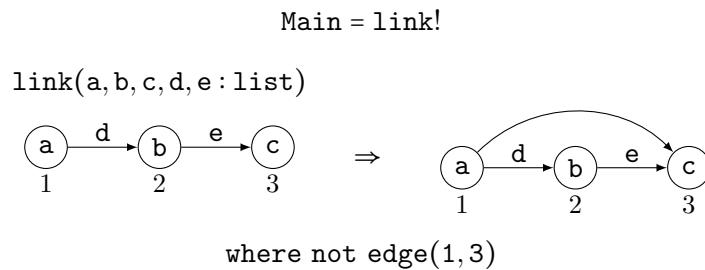 Main = link!
link(a, b, c, d, e : list)
a d b e c ⇒ a d b e c
1 2 3 1 2 3
where not edge(1, 3)